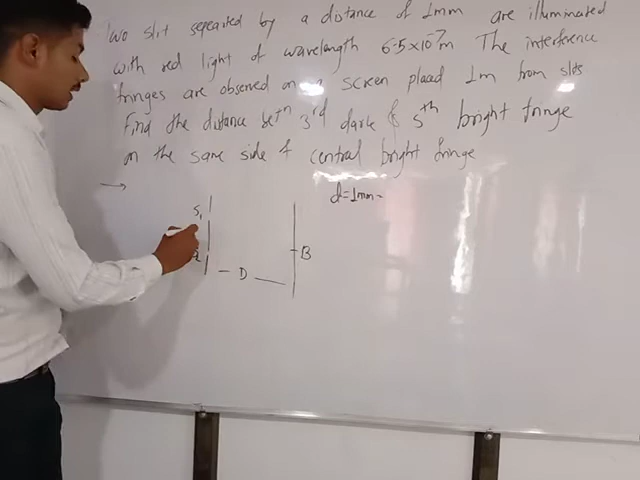 Two slit seperated by a distance of 1mm are illuminated
with red light of wavelength 6.5×10⁻⁷m The interference
fringes are observed on a screen placed 1m from slits
Find the distance betⁿ 3rd dark & 5th bright fringe
on the same side of central bright fringe
→
d=1mm=
S₁
B
D